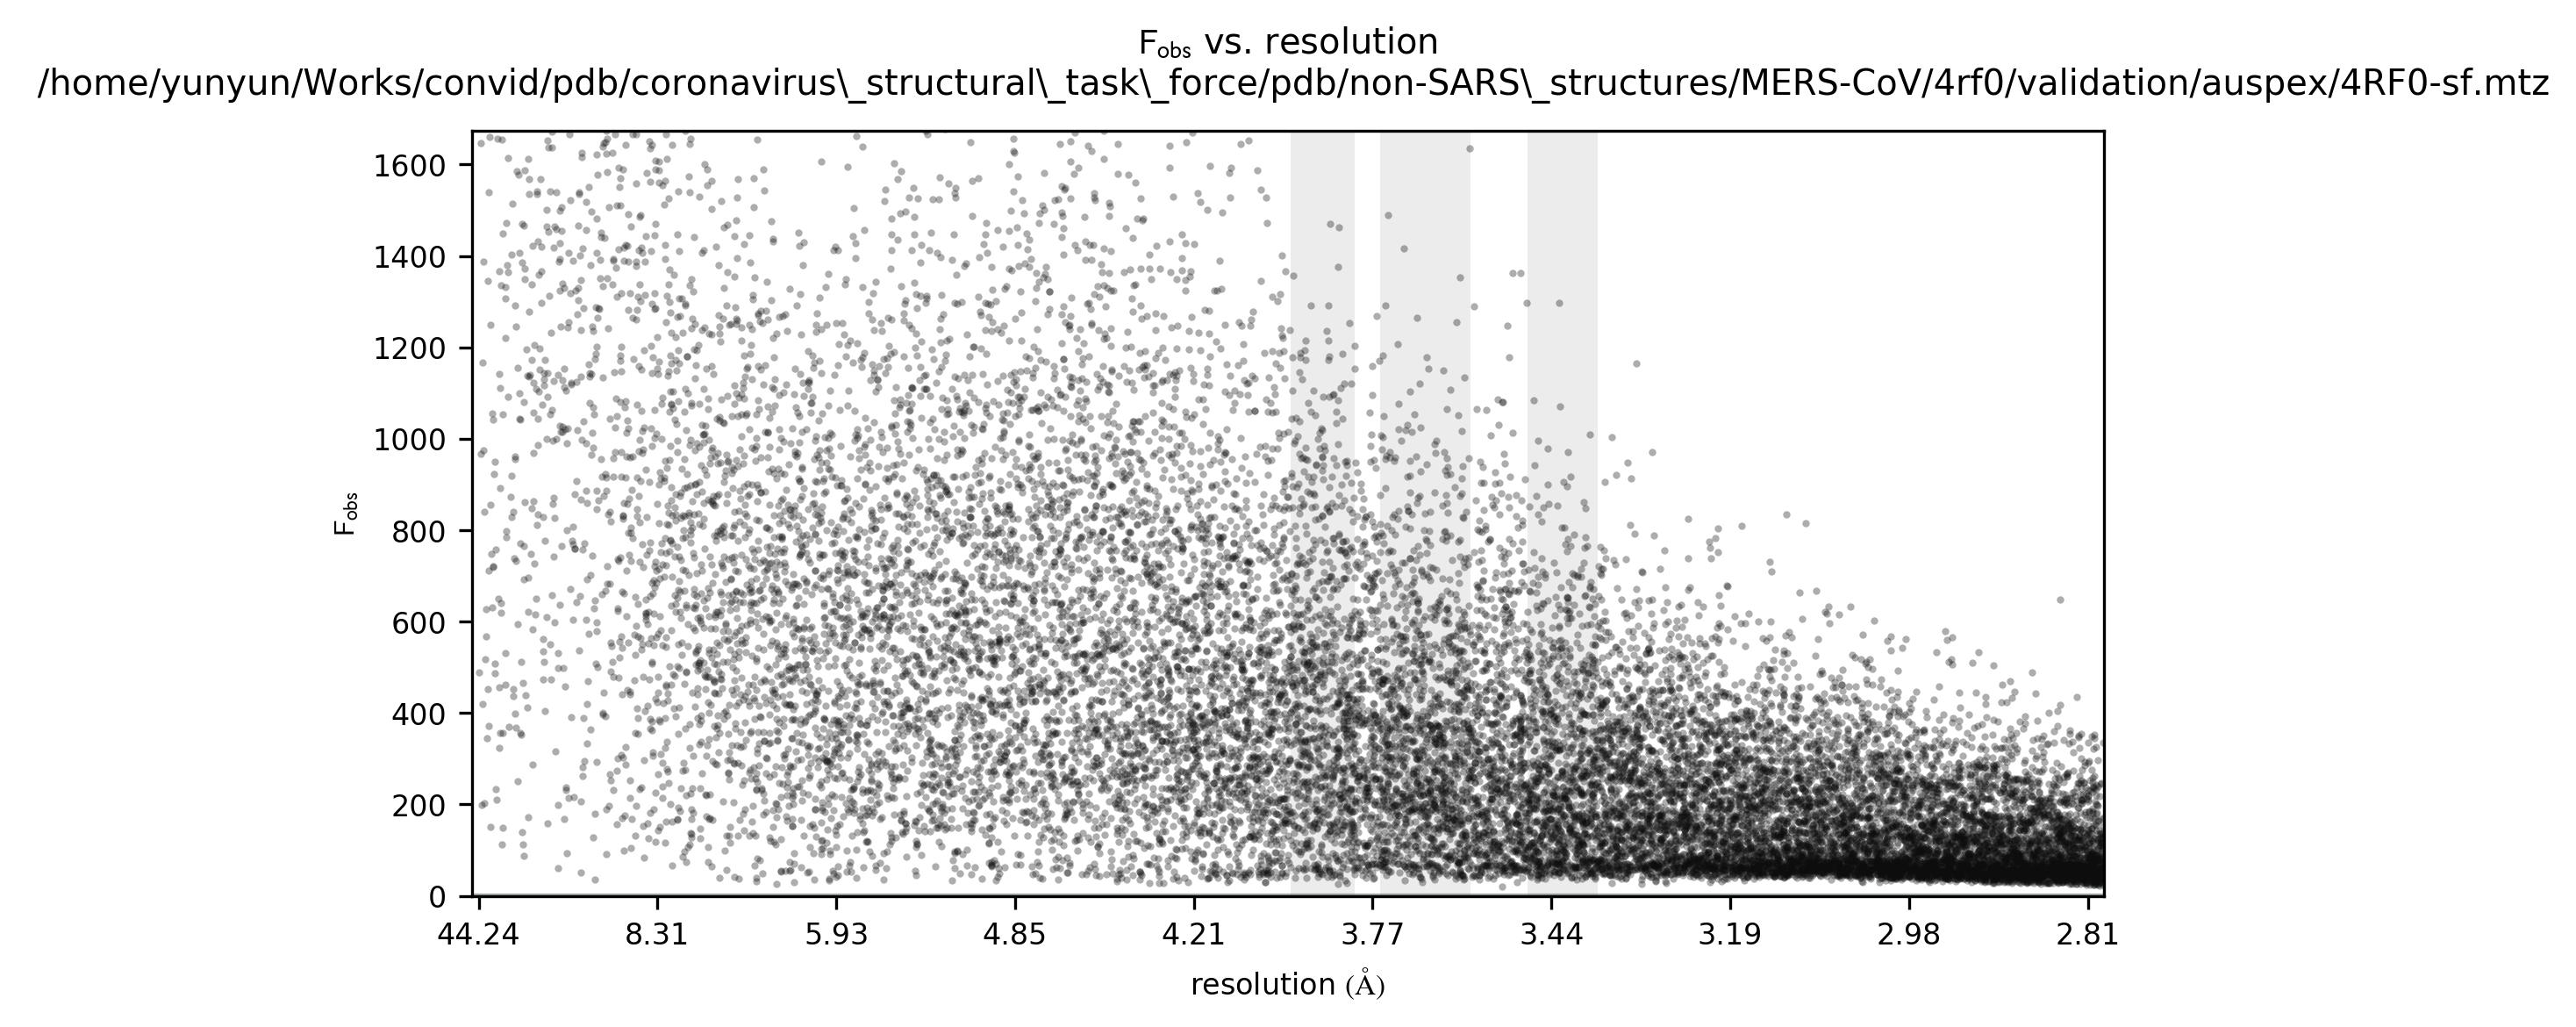 Fobs vs. resolution
/home/yunyun/Works/convid/pdb/coronavirus\_structural\_task\_force/pdb/non-SARS\_structures/MERS-CoV/4rf0/validation/auspex/4RF0-sf.mtz
1600
1400
1200
1000
800
600
400
200
0
Fobs
44.24 8.31 5.93 4.85 4.21 3.77 3.44 3.19 2.98 2.81
resolution (Å)